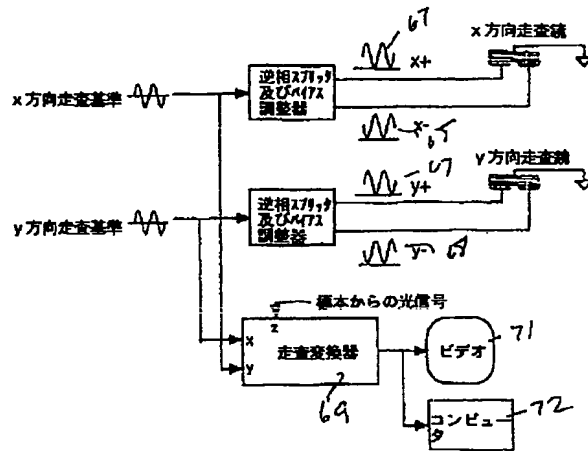 67
x+
x方向走査鏡
x方向走査基準
逆相スプリッタ
及びバイアス
調整器
x-
67
y+
y方向走査鏡
y方向走査基準
逆相スプリッタ
及びバイアス
調整器
y-
68
標本からの光信号
z
x
走査変換器
y
69
ビデオ
71
コンピュー
タ
72